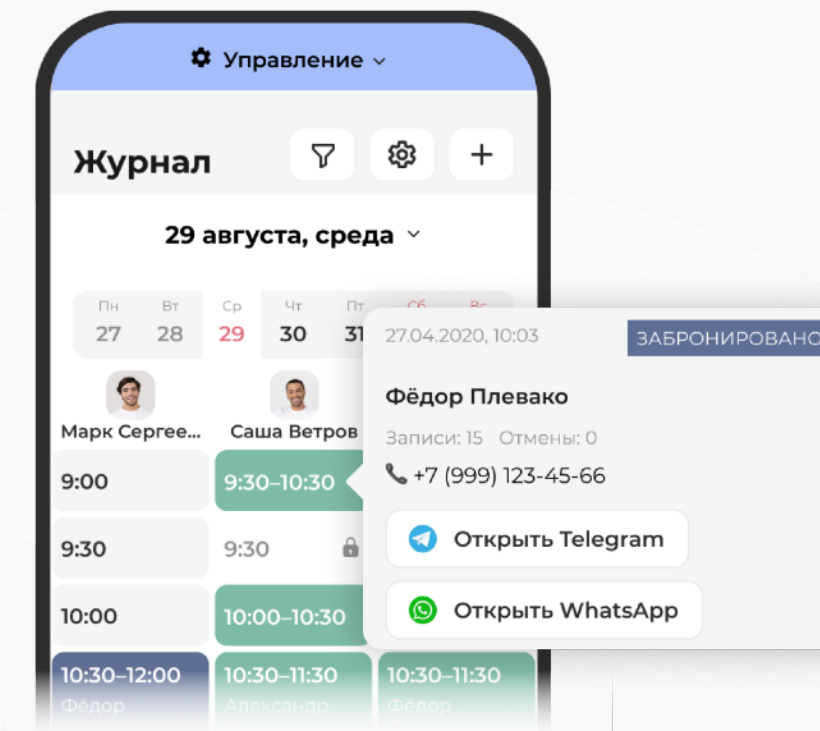 Управление
Журнал
29 августа, среда
Пн Вт Ср Чт Пт Сб Вс
27 28 29 30 31
27.04.2020, 10:03
ЗАБРОНИРОВАНО
Марк Сергее... Саша Ветров
Фёдор Плевако
Записи: 15 Отмены: 0
+7 (999) 123-45-66
Открыть Telegram
Открыть WhatsApp
9:00 9:30–10:30
9:30 9:30
10:00 10:00–10:30
10:30–12:00 10:30–11:30 10:30–11:30
Фёдор Александр Фёдор